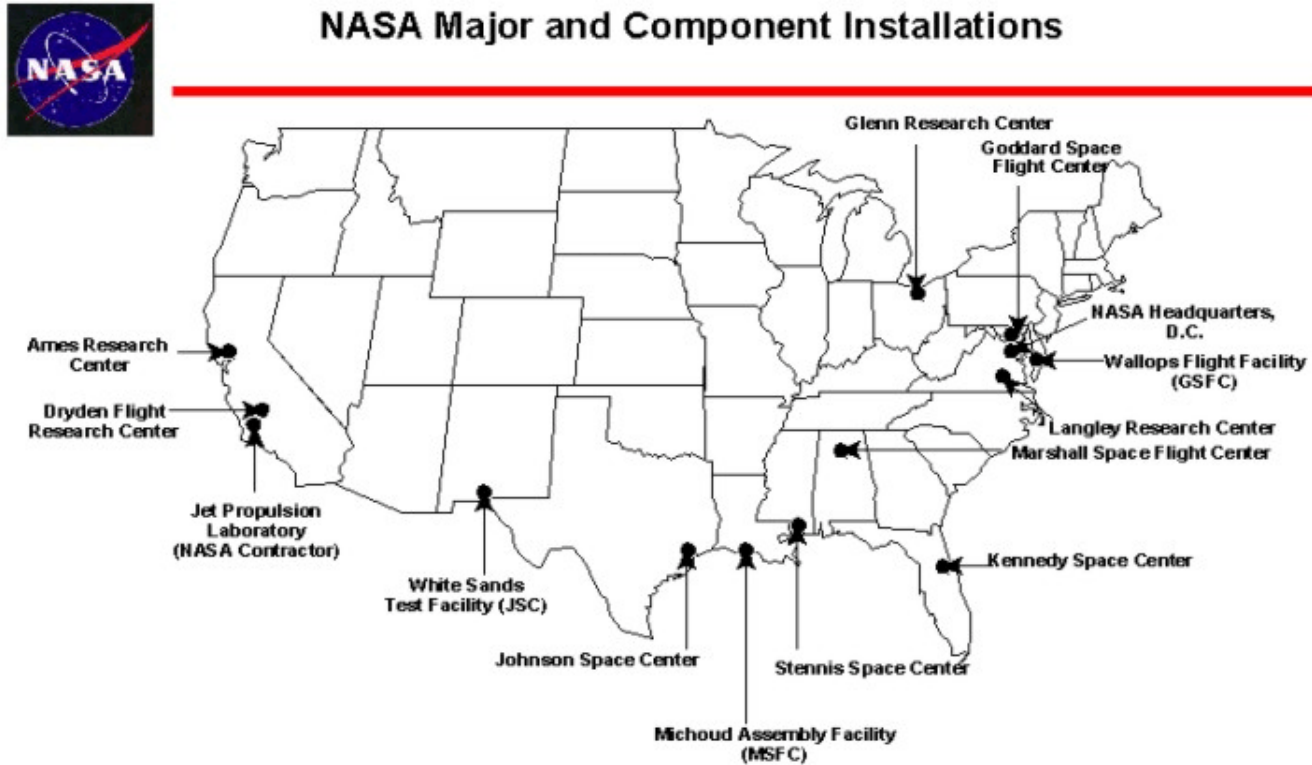 NASA Major and Component Installations
NASA
Glenn Research Center
Goddard Space
Flight Center
NASA Headquarters,
D.C.
Ames Research
Center
Wallops Flight Facility
(GSFC)
Dryden Flight
Research Center
Langley Research Center
Marshall Space Flight Center
Jet Propulsion
Laboratory
(NASA Contractor)
Kennedy Space Center
White Sands
Test Facility (JSC)
Johnson Space Center
Stennis Space Center
Michoud Assembly Facility
(MSFC)